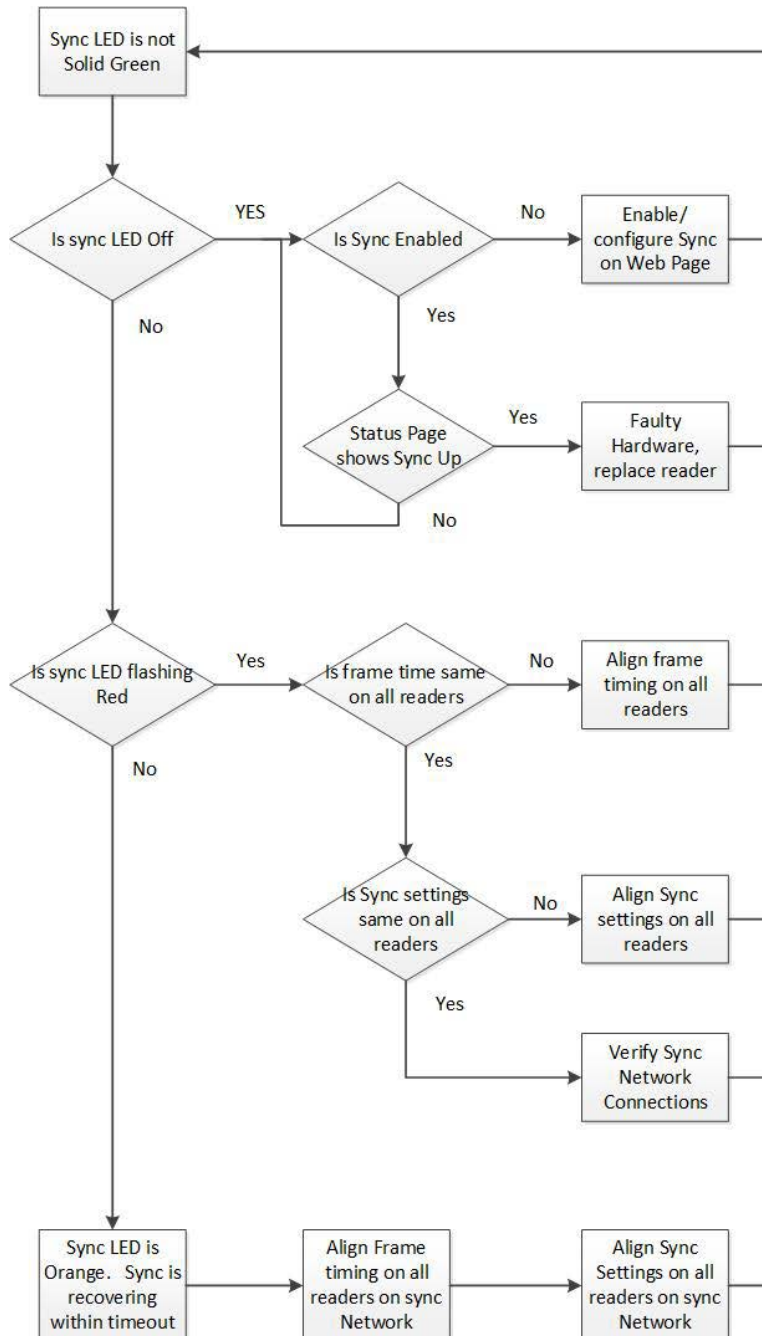 Sync LED is not
Solid Green
Is sync LED Off
YES
Is Sync Enabled
No
Enable/
configure Sync
on Web Page
No
Yes
Status Page
shows Sync Up
Yes
Faulty
Hardware,
replace reader
No
Is sync LED flashing
Red
Yes
Is frame time same
on all readers
No
Align frame
timing on all
readers
No
Yes
Is Sync settings
same on all
readers
No
Align Sync
settings on all
readers
Yes
Verify Sync
Network
Connections
Sync LED is
Orange. Sync is
recovering
within timeout
Align Frame
timing on all
readers on sync
Network
Align Sync
Settings on all
readers on sync
Network